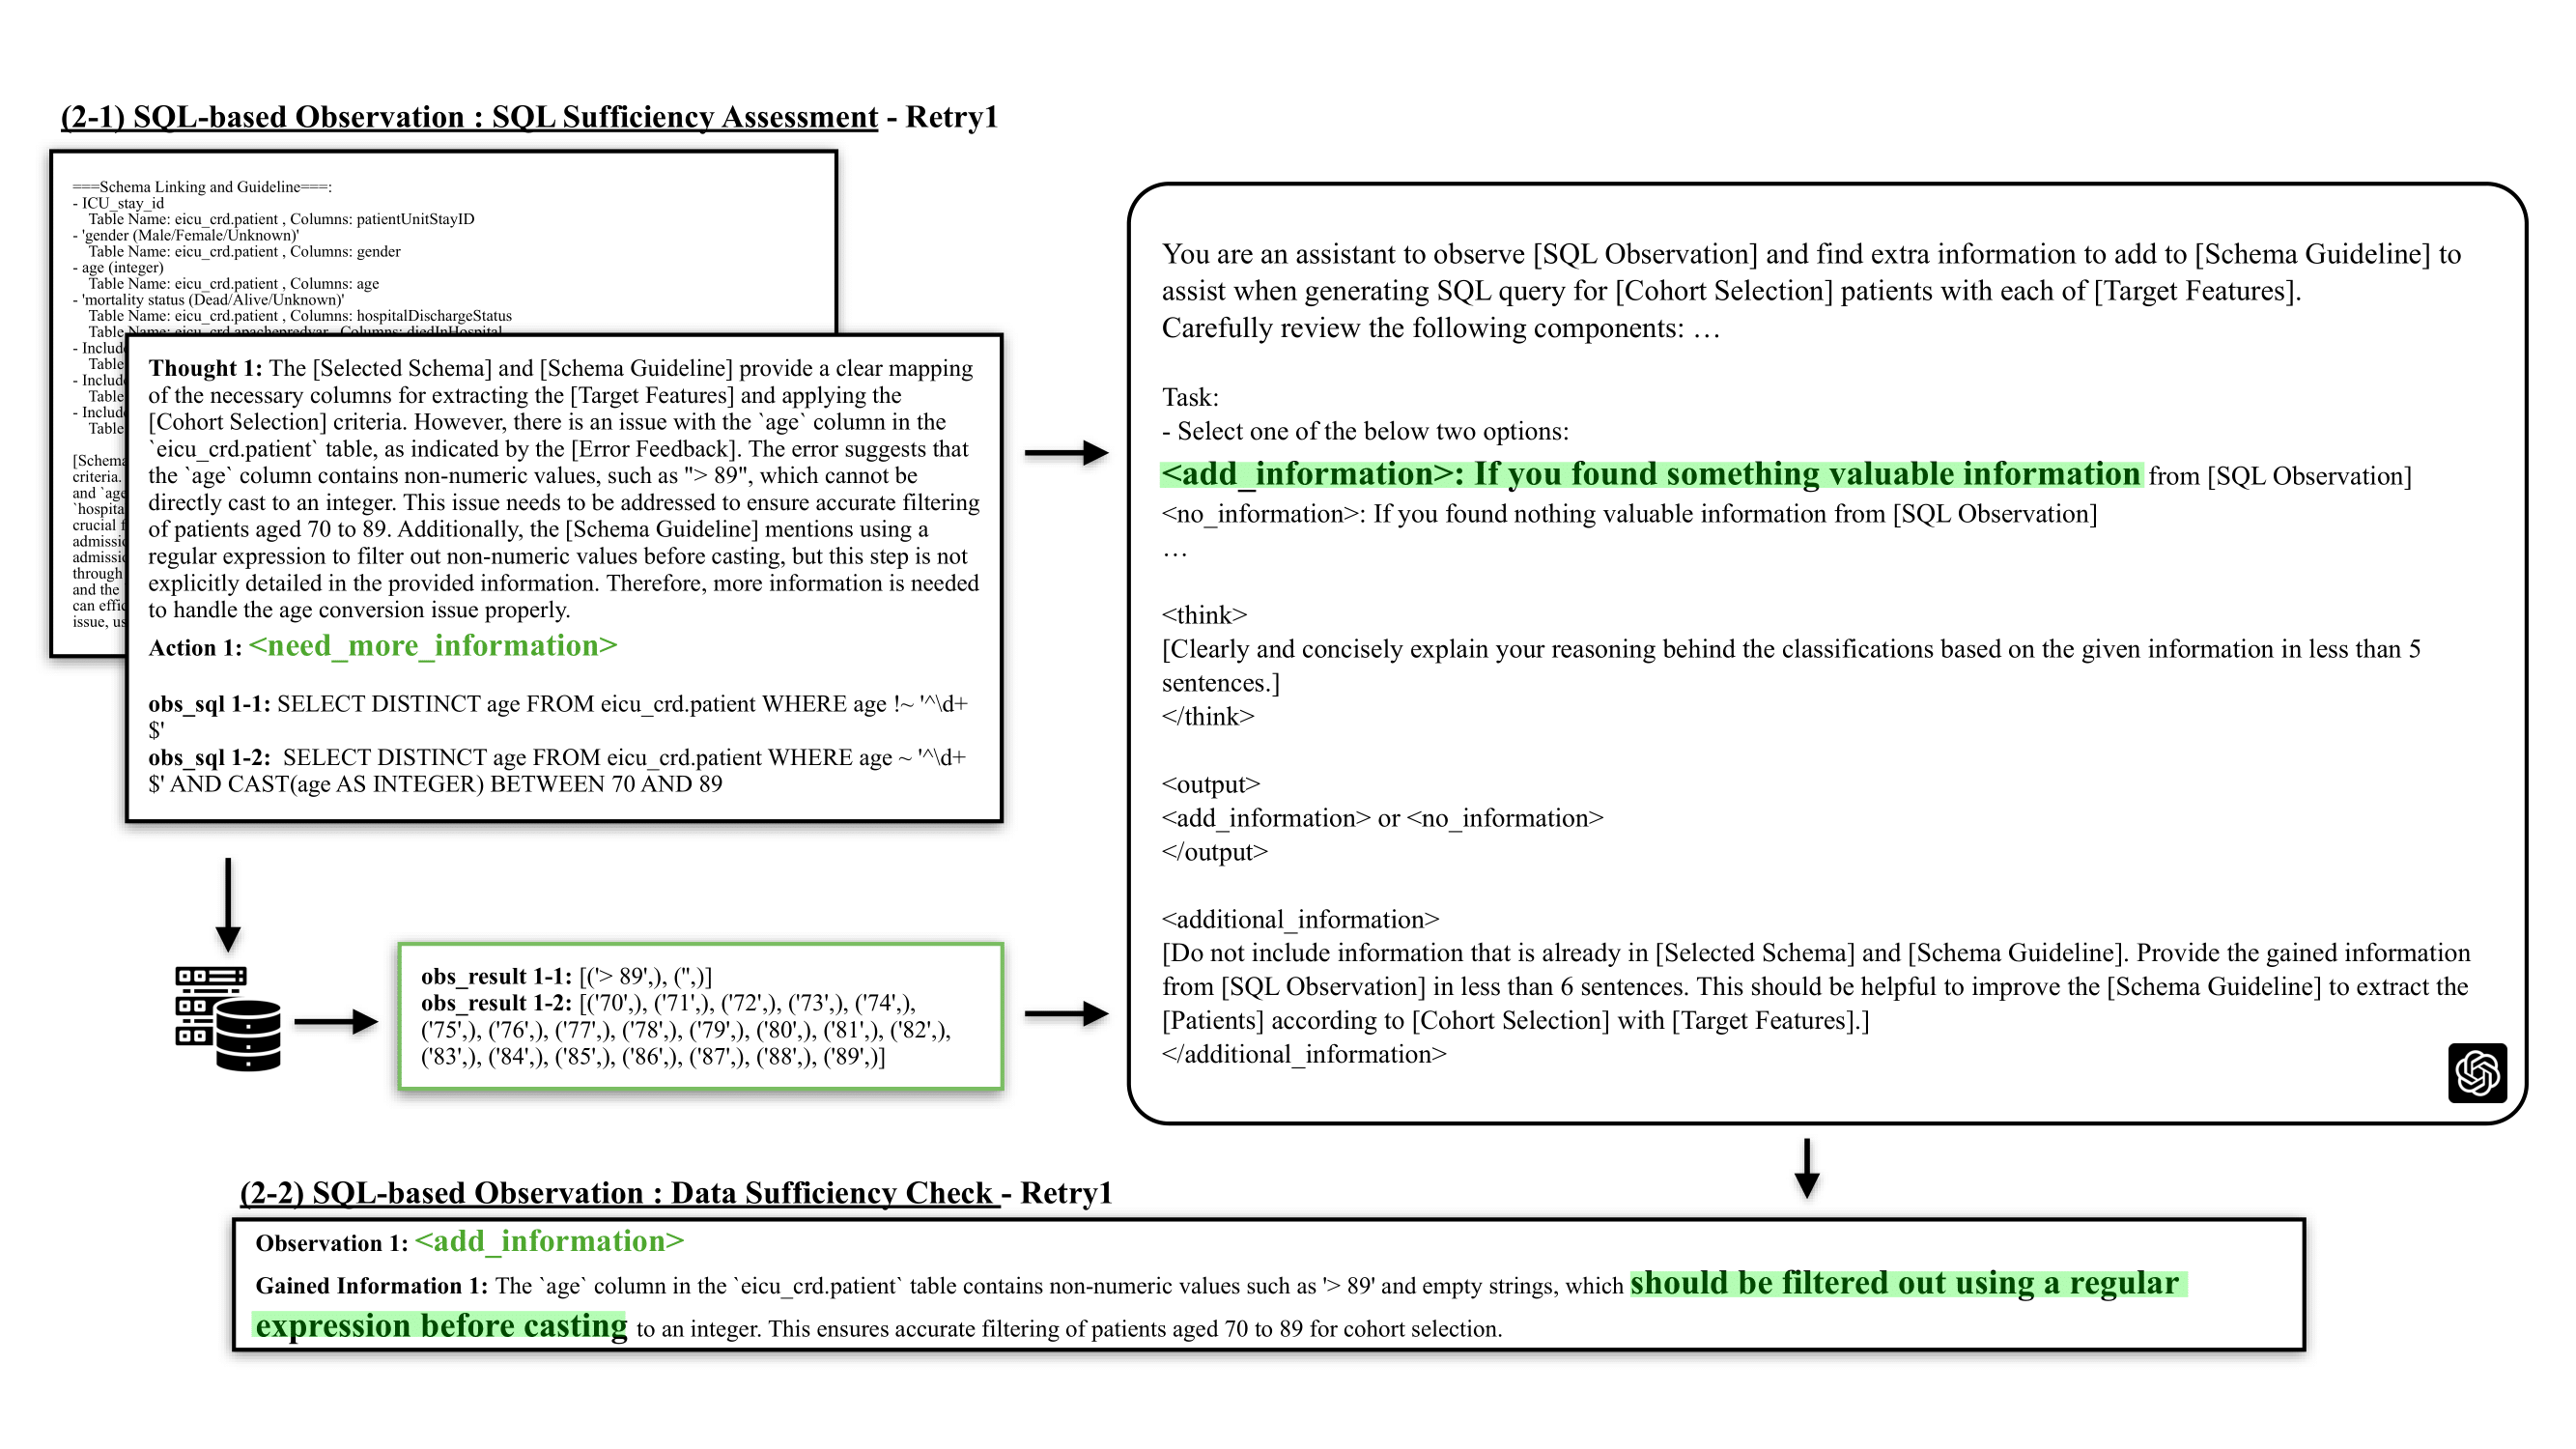 (2-1) SQL-based Observation : SQL Sufficiency Assessment - Retry1
===Schema Linking and Guideline===:
- ICU_stay_id
Table Name: eicu_crd.patient , Columns: patientUnitStayID
- 'gender (Male/Female/Unknown)'
Table Name: eicu_crd.patient , Columns: gender
- age (integer)
Table Name: eicu_crd.patient , Columns: age
- 'mortality status (Dead/Alive/Unknown)'
Table Name: eicu_crd.patient , Columns: hospitalDischargeStatus
Table Name: eicu_crd.apachepredvar , Columns: diedInHospital
- Includ
Table
- Includ
Table
- Includ
Table
[Schema
criteria.
and `age
`hospita
crucial f
admissi
admissi
through
and the
can effic
issue, us
Thought 1: The [Selected Schema] and [Schema Guideline] provide a clear mapping
of the necessary columns for extracting the [Target Features] and applying the
[Cohort Selection] criteria. However, there is an issue with the `age` column in the
`eicu_crd.patient` table, as indicated by the [Error Feedback]. The error suggests that
the `age` column contains non-numeric values, such as "> 89", which cannot be
directly cast to an integer. This issue needs to be addressed to ensure accurate filtering
of patients aged 70 to 89. Additionally, the [Schema Guideline] mentions using a
regular expression to filter out non-numeric values before casting, but this step is not
explicitly detailed in the provided information. Therefore, more information is needed
to handle the age conversion issue properly.
Action 1: <need_more_information>
obs_sql 1-1: SELECT DISTINCT age FROM eicu_crd.patient WHERE age !~ '^\d+
$'
obs_sql 1-2: SELECT DISTINCT age FROM eicu_crd.patient WHERE age ~ '^\d+
$' AND CAST(age AS INTEGER) BETWEEN 70 AND 89
obs_result 1-1: [('> 89',), ('',)]
obs_result 1-2: [('70',), ('71',), ('72',), ('73',), ('74',),
('75',), ('76',), ('77',), ('78',), ('79',), ('80',), ('81',), ('82',),
('83',), ('84',), ('85',), ('86',), ('87',), ('88',), ('89',)]
You are an assistant to observe [SQL Observation] and find extra information to add to [Schema Guideline] to
assist when generating SQL query for [Cohort Selection] patients with each of [Target Features].
Carefully review the following components: …
Task:
- Select one of the below two options:
<add_information>: If you found something valuable information from [SQL Observation]
<no_information>: If you found nothing valuable information from [SQL Observation]
…
<think>
[Clearly and concisely explain your reasoning behind the classifications based on the given information in less than 5
sentences.]
</think>
<output>
<add_information> or <no_information>
</output>
<additional_information>
[Do not include information that is already in [Selected Schema] and [Schema Guideline]. Provide the gained information
from [SQL Observation] in less than 6 sentences. This should be helpful to improve the [Schema Guideline] to extract the
[Patients] according to [Cohort Selection] with [Target Features].]
</additional_information>
(2-2) SQL-based Observation : Data Sufficiency Check - Retry1
Observation 1: <add_information>
Gained Information 1: The `age` column in the `eicu_crd.patient` table contains non-numeric values such as '> 89' and empty strings, which should be filtered out using a regular
expression before casting to an integer. This ensures accurate filtering of patients aged 70 to 89 for cohort selection.